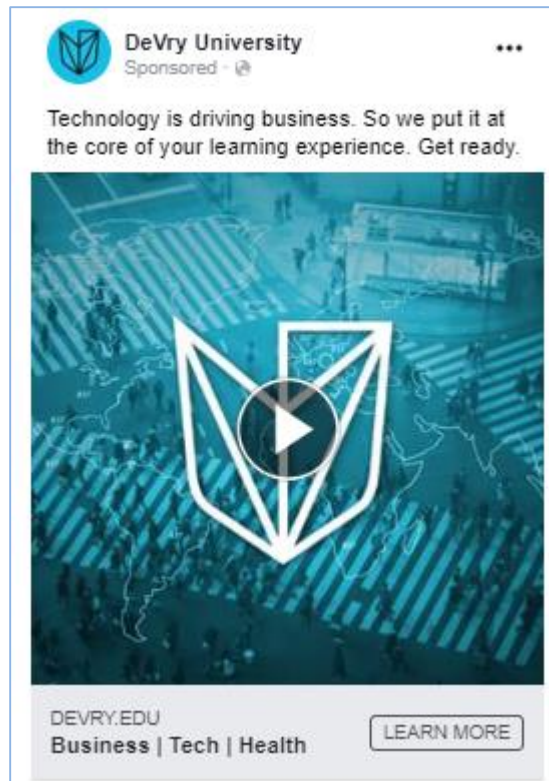 DeVry University
Sponsored ·
Technology is driving business. So we put it at
the core of your learning experience. Get ready.
DEVRY.EDU
LEARN MORE
Business | Tech | Health